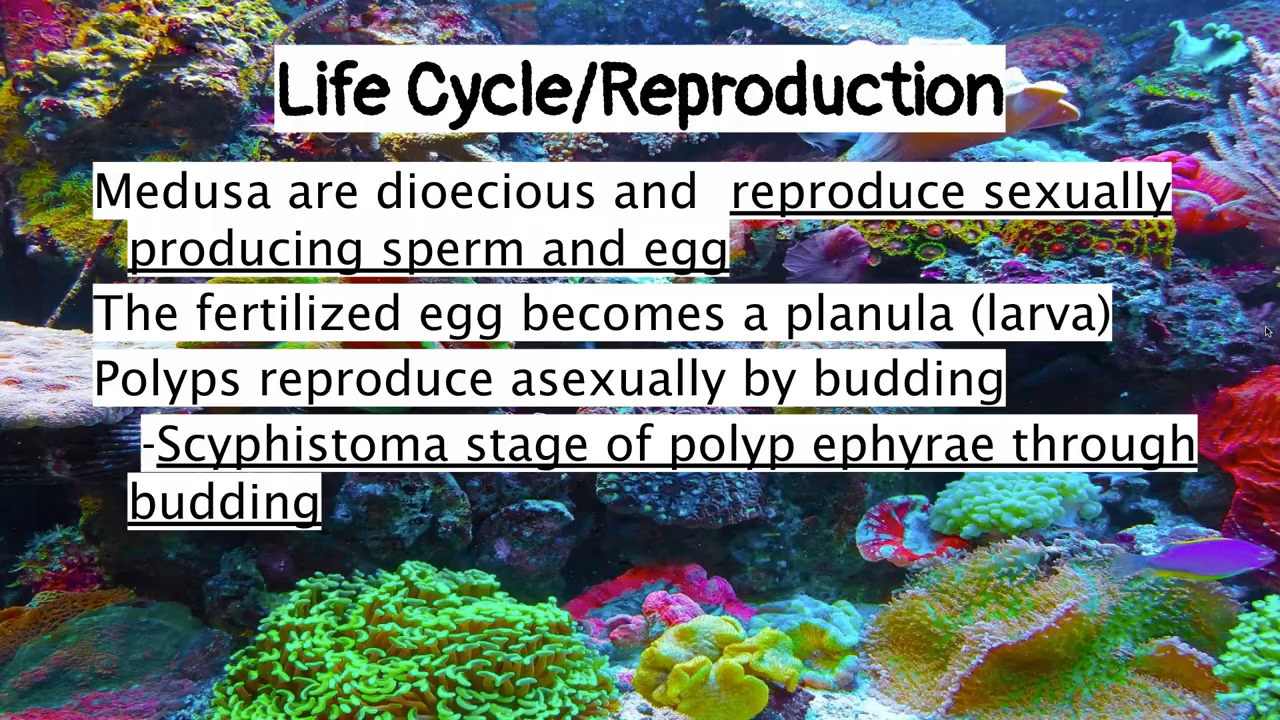 Life Cycle/Reproduction
Medusa are dioecious and reproduce sexually
producing sperm and egg
The fertilized egg becomes a planula (larva)
Polyps reproduce asexually by budding
-Scyphistoma stage of polyp ephyrae through
budding